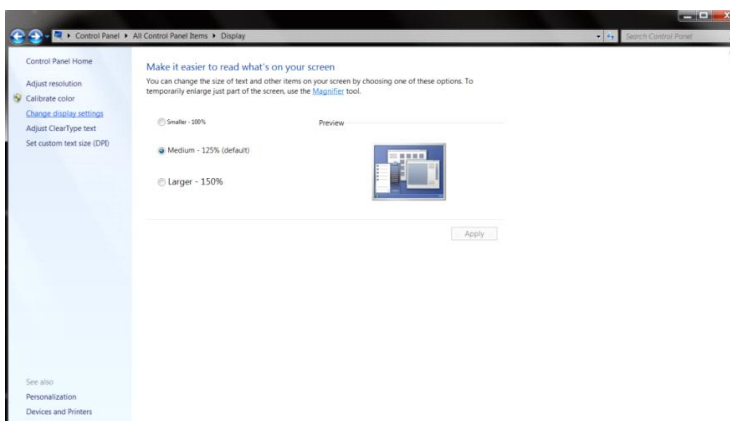 Control Panel ▸ All Control Panel Items ▸ Display
Search Control Panel
Control Panel Home
Adjust resolution
Calibrate color
Change display settings
Adjust ClearType text
Set custom text size (DPI)
Make it easier to read what's on your screen
You can change the size of text and other items on your screen by choosing one of these options. To
temporarily enlarge just part of the screen, use the Magnifier tool.
Smaller - 100%
Preview
Medium - 125% (default)
Larger - 150%
Apply
See also
Personalization
Devices and Printers